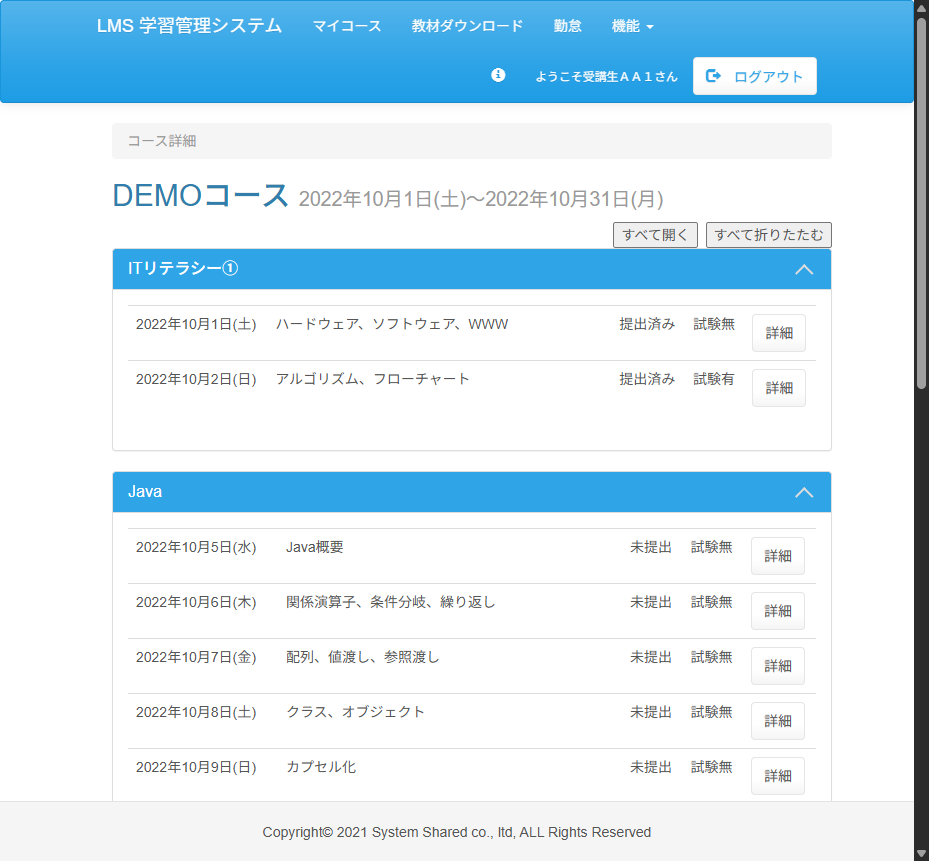 LMS 学習管理システム マイコース 教材ダウンロード 勤怠 機能
ようこそ受講生ＡＡ１さん ログアウト
コース詳細
DEMOコース 2022年10月1日(土)～2022年10月31日(月)
すべて開く すべて折りたたむ
ITリテラシー①
2022年10月1日(土) ハードウェア、ソフトウェア、WWW 提出済み 試験無 詳細
2022年10月2日(日) アルゴリズム、フローチャート 提出済み 試験有 詳細
Java
2022年10月5日(水) Java概要 未提出 試験無 詳細
2022年10月6日(木) 関係演算子、条件分岐、繰り返し 未提出 試験無 詳細
2022年10月7日(金) 配列、値渡し、参照渡し 未提出 試験無 詳細
2022年10月8日(土) クラス、オブジェクト 未提出 試験無 詳細
2022年10月9日(日) カプセル化 未提出 試験無 詳細
Copyright© 2021 System Shared co., ltd, ALL Rights Reserved